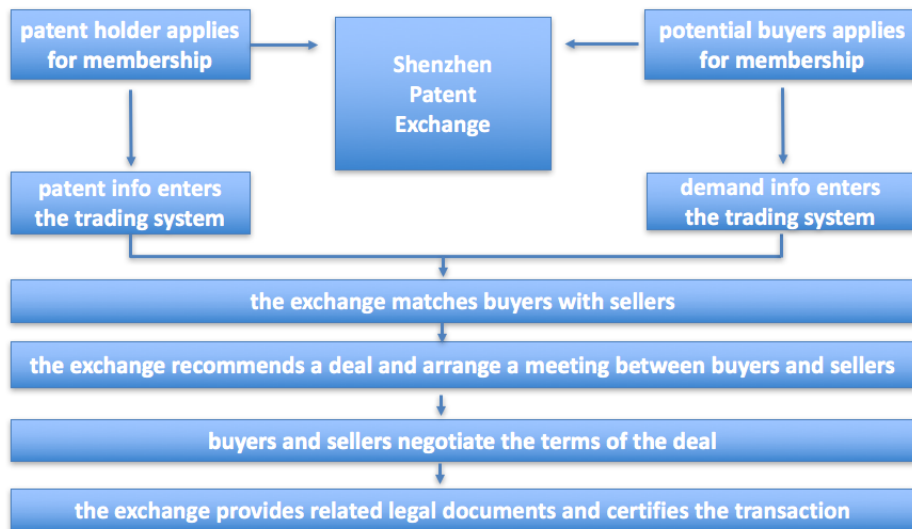 patent holder applies
for membership
Shenzhen
Patent
Exchange
potential buyers applies
for membership
patent info enters
the trading system
demand info enters
the trading system
the exchange matches buyers with sellers
the exchange recommends a deal and arrange a meeting between buyers and sellers
buyers and sellers negotiate the terms of the deal
the exchange provides related legal documents and certifies the transaction